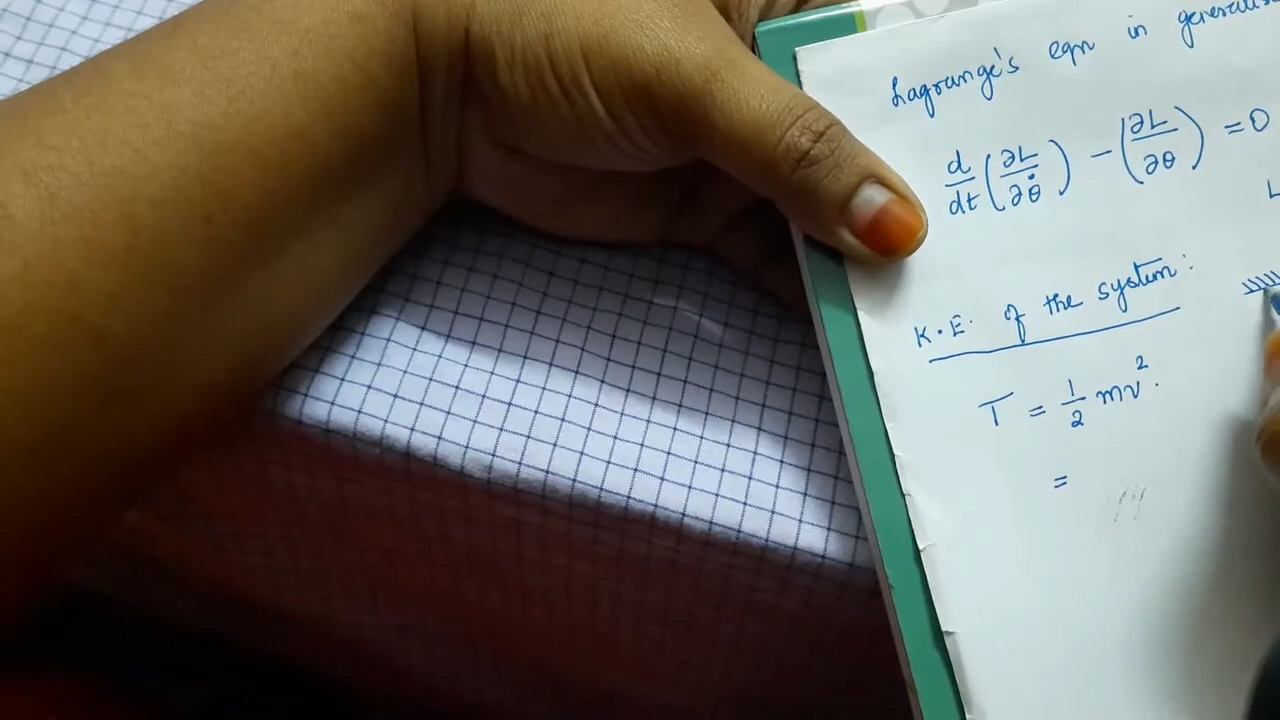 Lagrange's eqn in
d/dt (∂L/∂θ̇) − (∂L/∂θ) = 0
L
K.E. of the system:
T = 1/2 mv².
=